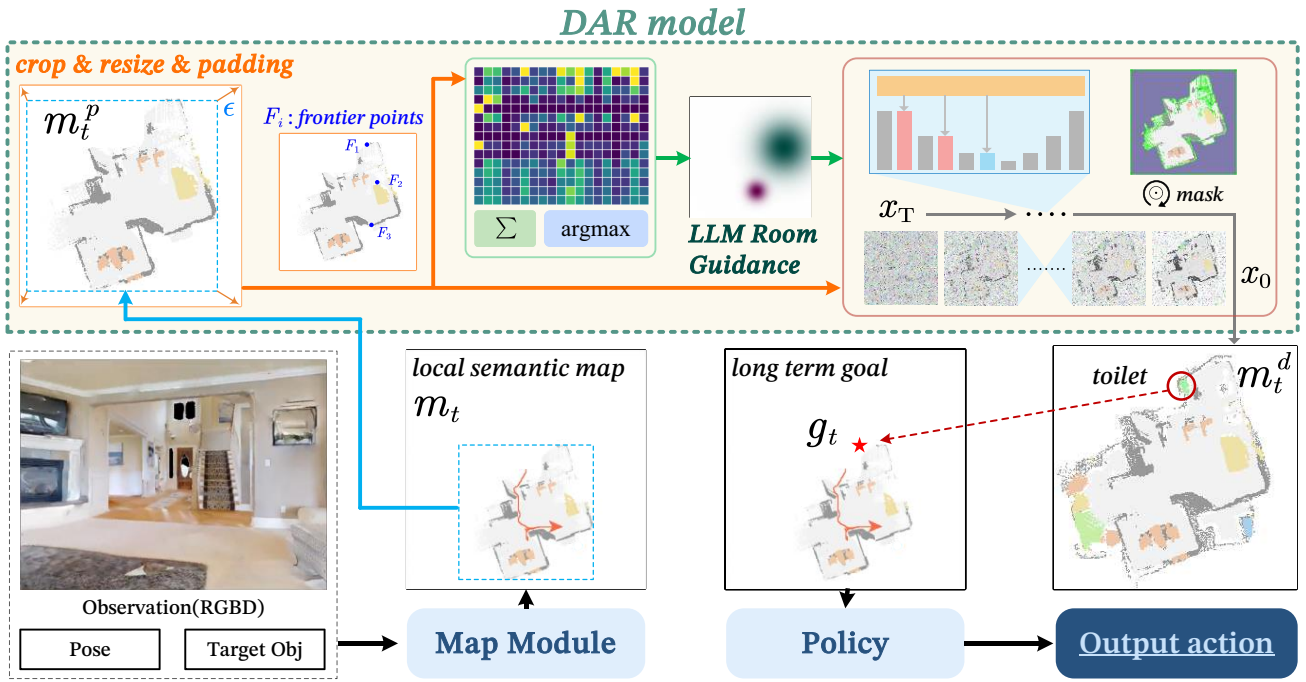 DAR model
crop & resize & padding
m_t^p
ϵ
F_i : frontier points
F_1
F_2
F_3
Σ
argmax
LLM Room
Guidance
mask
x_T
....
.......
x_0
local semantic map
m_t
long term goal
g_t
toilet
m_t^d
Observation(RGBD)
Pose
Target Obj
Map Module
Policy
Output action